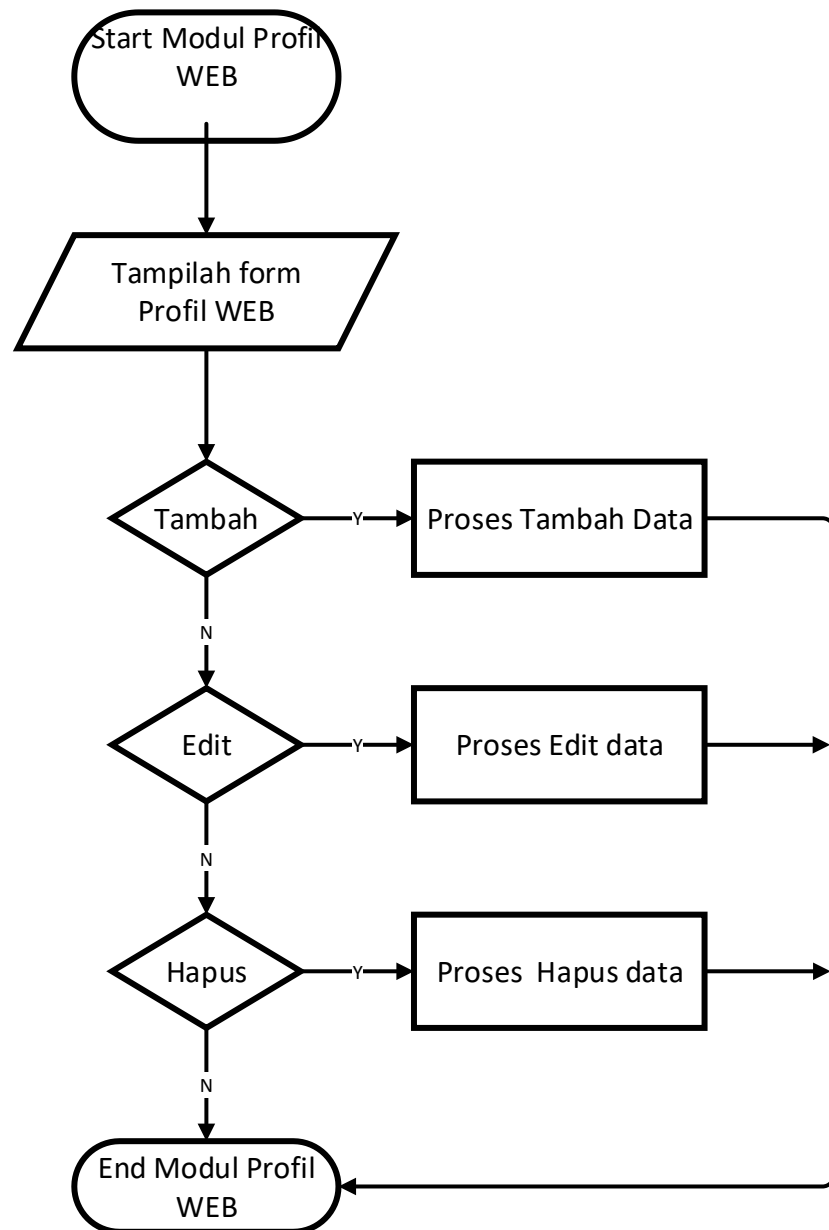 Start Modul Profil
WEB
Tampilah form
Profil WEB
Tambah
Y
Proses Tambah Data
N
Edit
Y
Proses Edit data
N
Hapus
Y
Proses  Hapus data
N
End Modul Profil
WEB